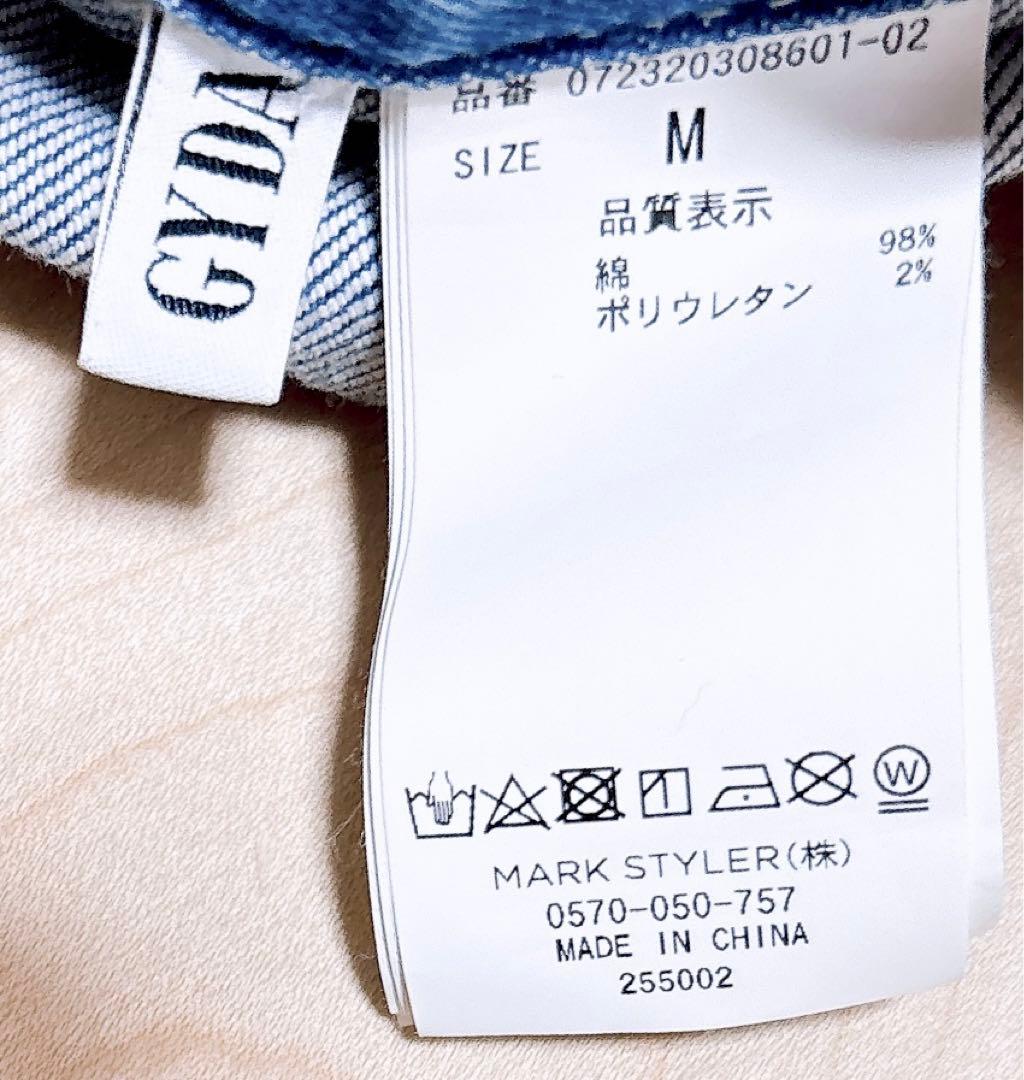 GYDA
品番 072320308601-02
SIZE M
品質表示
綿 98%
ポリウレタン 2%
W
MARK STYLER(株)
0570-050-757
MADE IN CHINA
255002